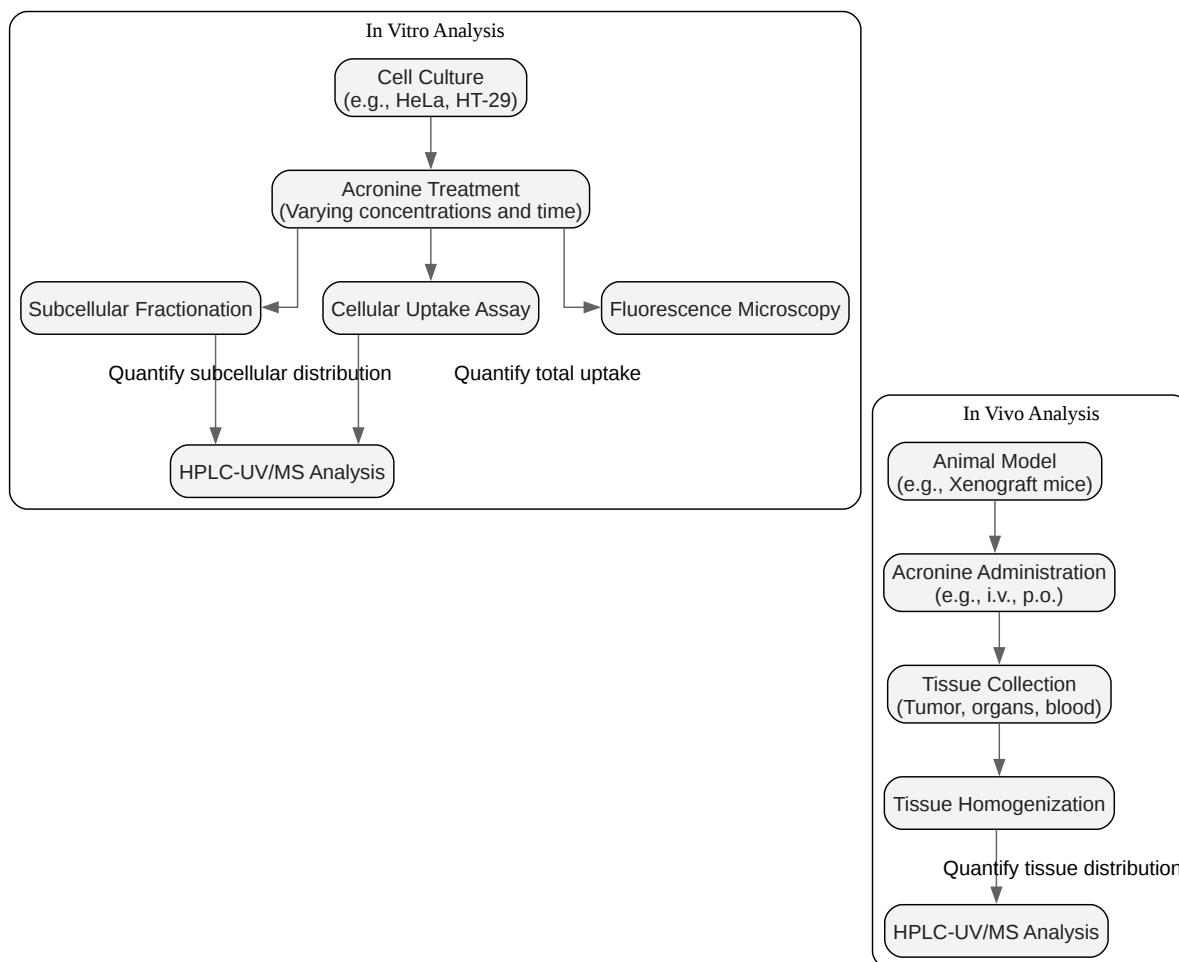 In Vitro Analysis
Cell Culture
(e.g., HeLa, HT-29)
Acronine Treatment
(Varying concentrations and time)
Subcellular Fractionation
Cellular Uptake Assay
Fluorescence Microscopy
Quantify subcellular distribution
Quantify total uptake
HPLC-UV/MS Analysis
In Vivo Analysis
Animal Model
(e.g., Xenograft mice)
Acronine Administration
(e.g., i.v., p.o.)
Tissue Collection
(Tumor, organs, blood)
Tissue Homogenization
Quantify tissue distribution
HPLC-UV/MS Analysis